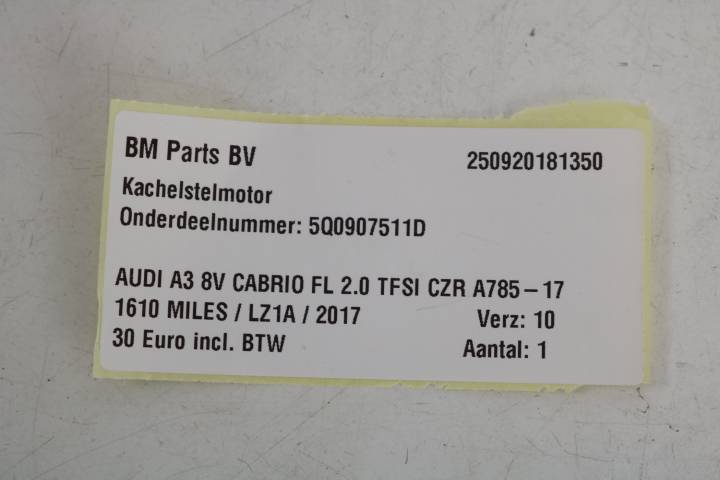 BM Parts BV 250920181350
Kachelstelmotor
Onderdeelnummer: 5Q0907511D
AUDI A3 8V CABRIO FL 2.0 TFSI CZR A785-17
1610 MILES / LZ1A / 2017 Verz: 10
30 Euro incl. BTW Aantal: 1